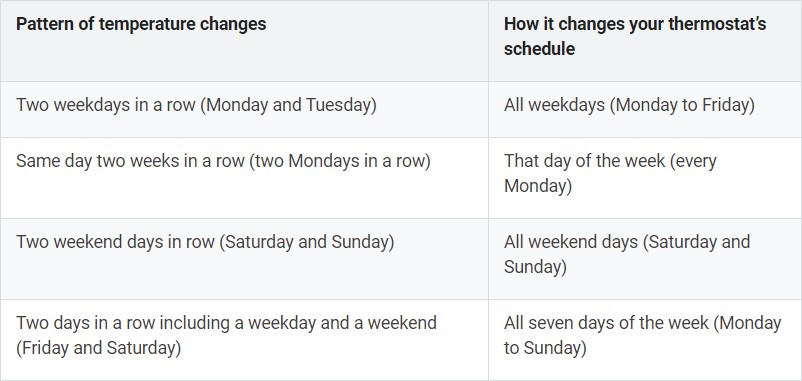 Pattern of temperature changes
How it changes your thermostat's
schedule
Two weekdays in a row (Monday and Tuesday)
All weekdays (Monday to Friday)
Same day two weeks in a row (two Mondays in a row)
That day of the week (every
Monday)
Two weekend days in row (Saturday and Sunday)
All weekend days (Saturday and
Sunday)
Two days in a row including a weekday and a weekend
(Friday and Saturday)
All seven days of the week (Monday
to Sunday)